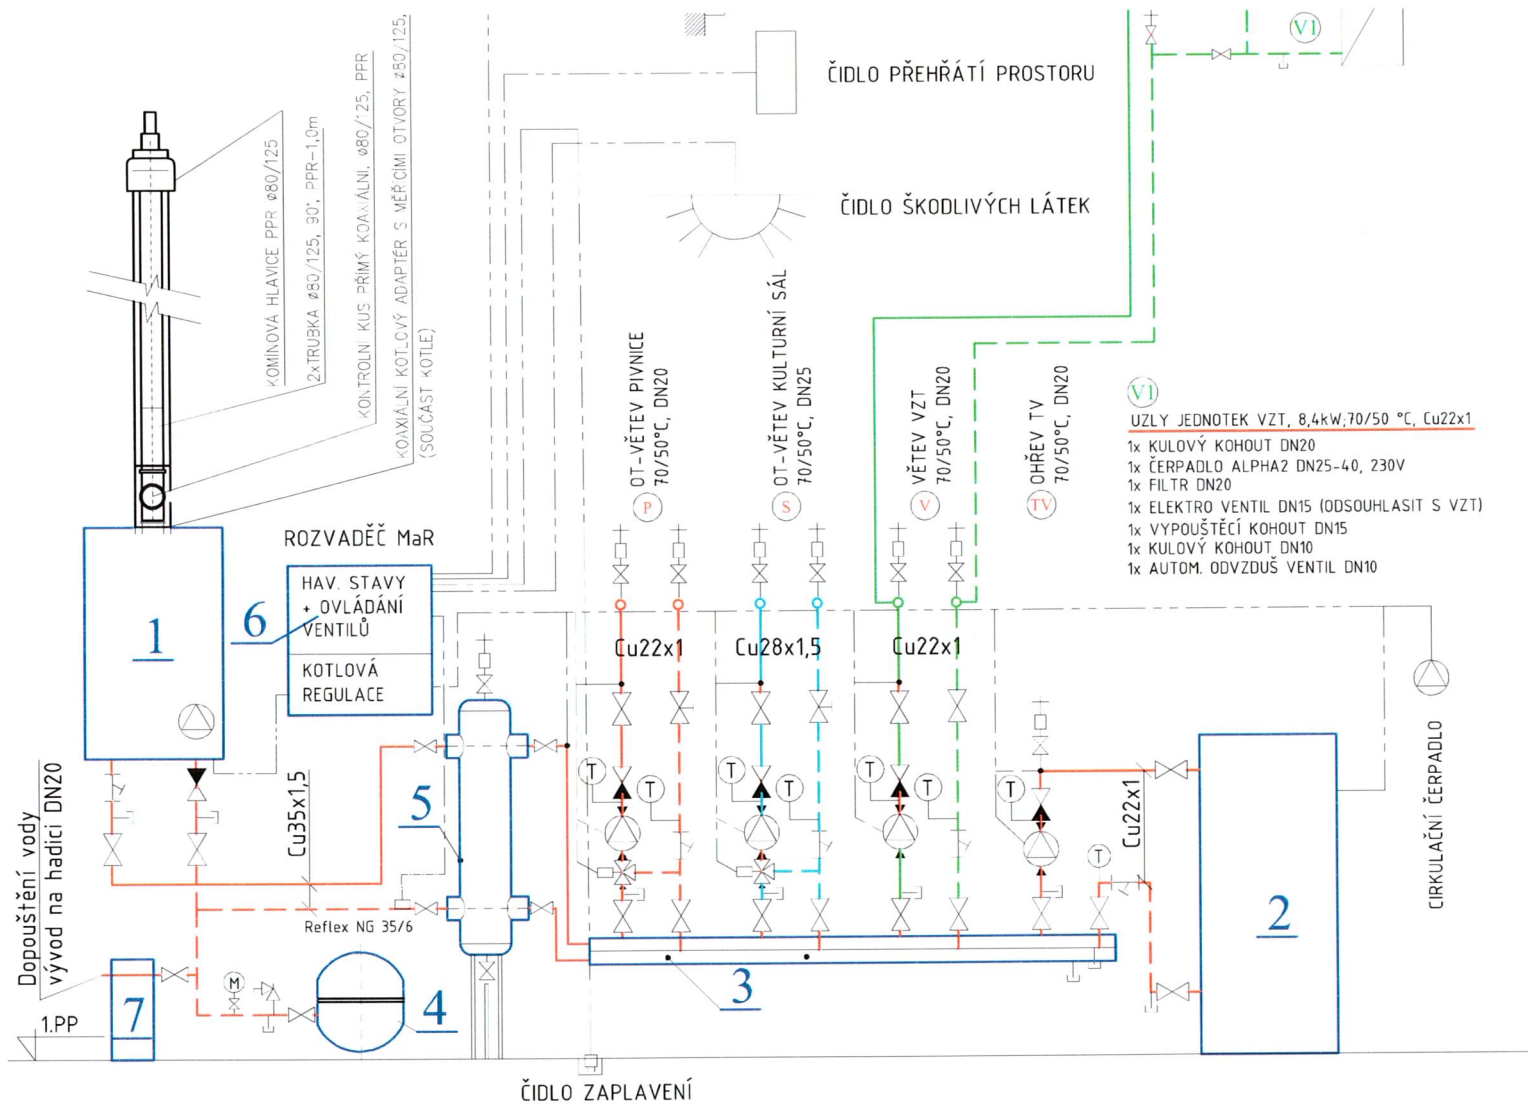 ČIDLO PŘEHŘÁTÍ PROSTORU
V1
ČIDLO ŠKODLIVÝCH LÁTEK
KOMÍNOVÁ HLAVICE PPR ø80/125
2xTRUBKA ø80/125, 90°, PPR-1,0m
KONTROLNÍ KUS PŘÍMÝ KOAXIÁLNÍ, ø80/125, PPR
KOAXIÁLNÍ KOTLOVÝ ADAPTÉR S MĚŘICÍMI OTVORY ø80/125,
(SOUČÁST KOTLE)
OT-VĚTEV PIVNICE
70/50°C, DN20
P
OT-VĚTEV KULTURNÍ SÁL
70/50°C, DN25
S
VĚTEV VZT
70/50°C, DN20
V
OHŘEV TV
70/50°C, DN20
TV
V1
UZLY JEDNOTEK VZT, 8,4kW,70/50 °C, Cu22x1
1x KULOVÝ KOHOUT DN20
1x ČERPADLO ALPHA2 DN25-40, 230V
1x FILTR DN20
1x ELEKTRO VENTIL DN15 (ODSOUHLASIT S VZT)
1x VYPOUŠTĚCÍ KOHOUT DN15
1x KULOVÝ KOHOUT DN10
1x AUTOM. ODVZDUŠ VENTIL DN10
ROZVADĚČ MaR
HAV. STAVY
+ OVLÁDÁNÍ
VENTILŮ
KOTLOVÁ
REGULACE
1
6
Cu22x1
Cu28x1,5
Cu22x1
T
T
T
T
T
T
T
T
Cu22x1
CIRKULAČNÍ ČERPADLO
Dopouštění vody
vývod na hadici DN20
Cu35x1,5
5
Reflex NG 35/6
2
3
M
4
7
1.PP
ČIDLO ZAPLAVENÍ